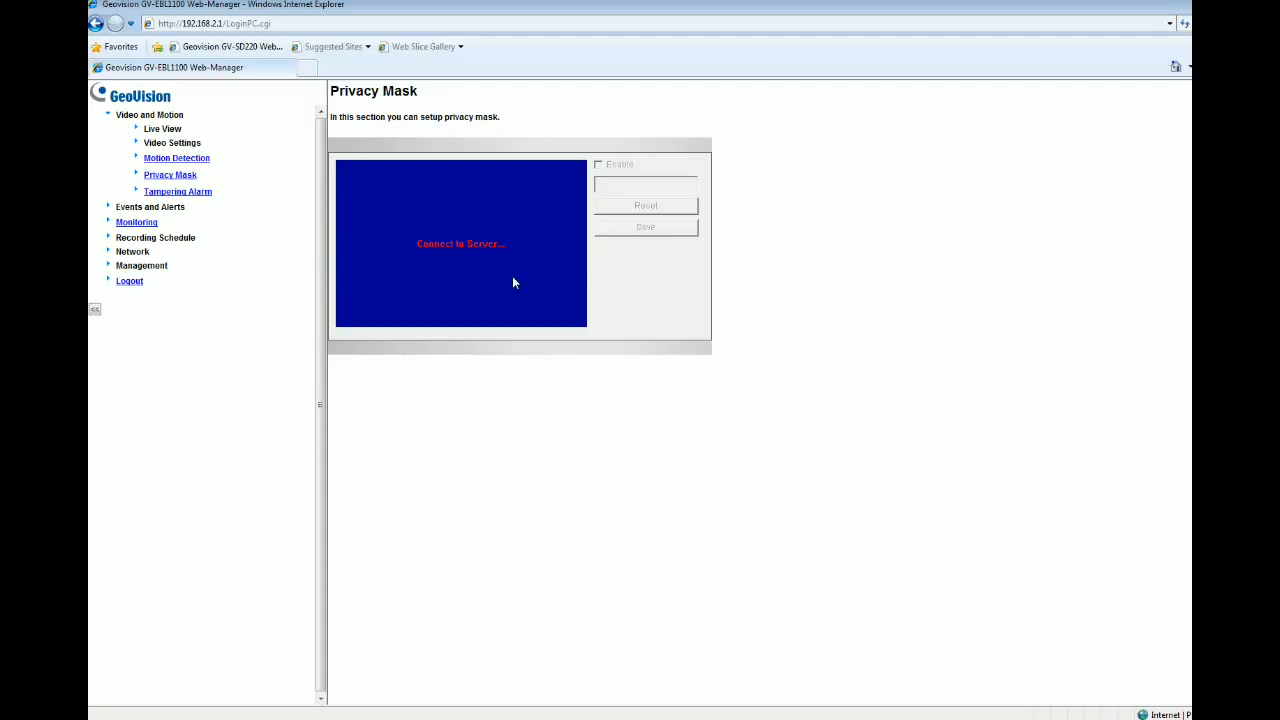 Geovision GV-EBL1100 Web-Manager - Windows Internet Explorer
http://192.168.2.1/LoginPC.cgi
Favorites
Geovision GV-SD220 Web...
Suggested Sites
Web Slice Gallery
Geovision GV-EBL1100 Web-Manager
GeoVision
Video and Motion
Live View
Video Settings
Motion Detection
Privacy Mask
Tampering Alarm
Events and Alerts
Monitoring
Recording Schedule
Network
Management
Logout
<<
Privacy Mask
In this section you can setup privacy mask.
Connect to Server...
Enable
Reset
Save
Internet | P